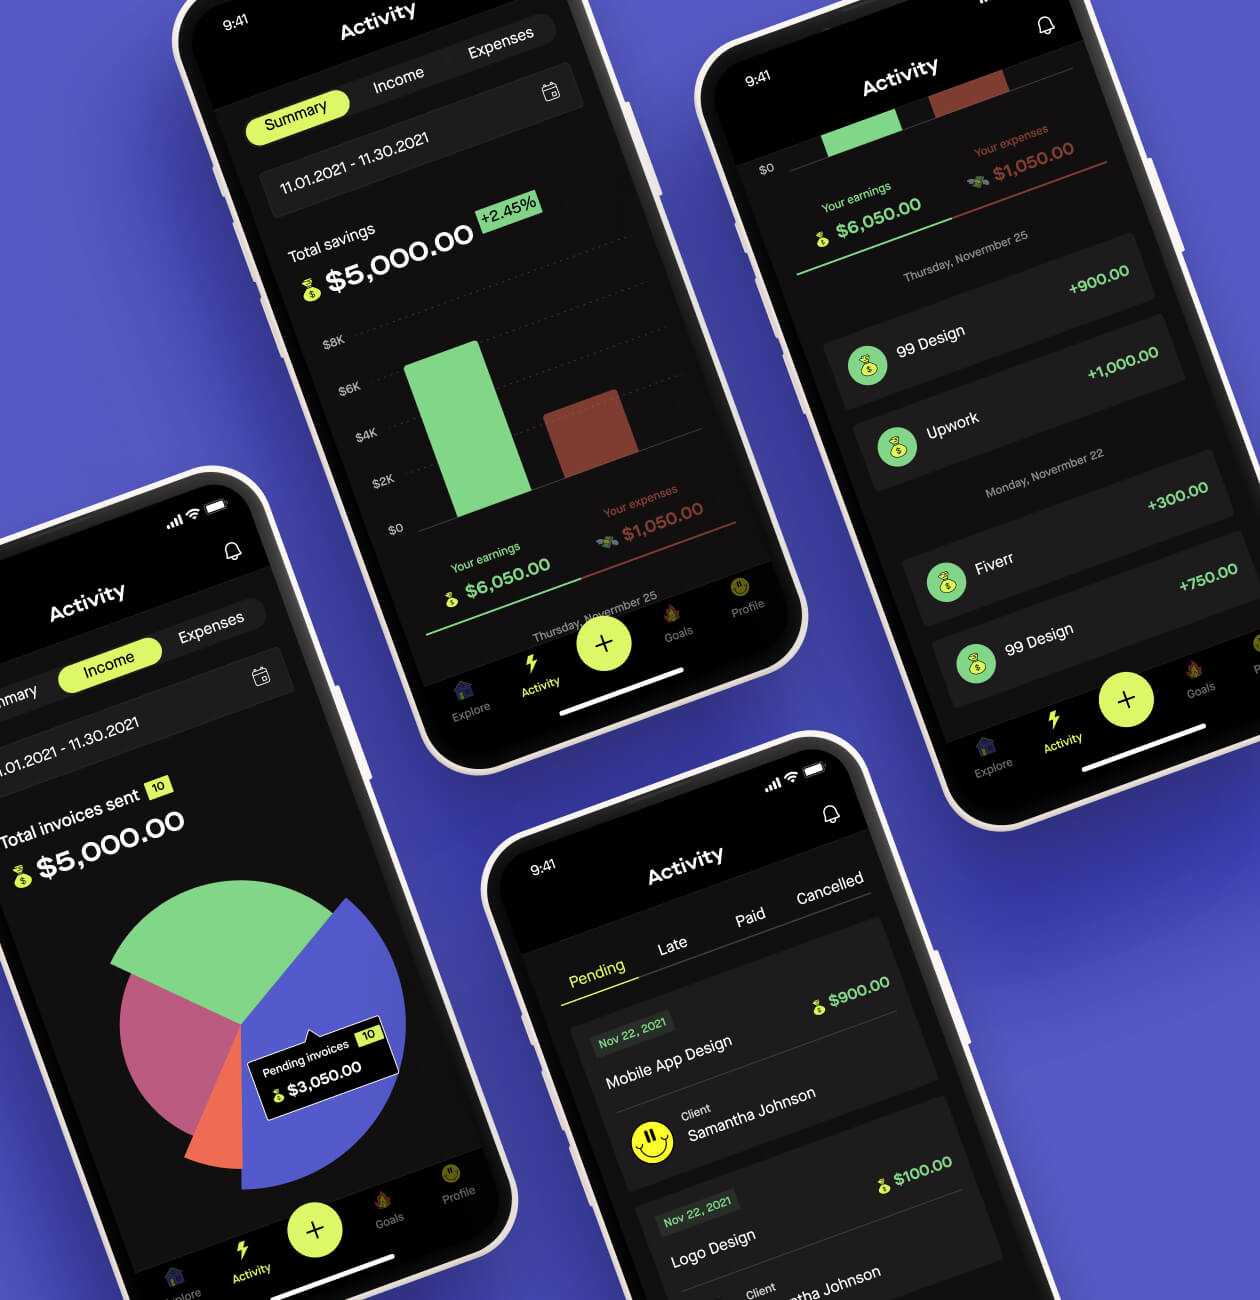 9:41
Activity
Summary
Income
Expenses
11.01.2021 - 11.30.2021
Total savings
$5,000.00
+2.45%
$8K
$6K
$4K
$2K
$0
Your earnings
$6,050.00
Your expenses
$1,050.00
Thursday, Novermber 25
Explore
Activity
Goals
Profile
9:41
Activity
$0
Your earnings
$6,050.00
Your expenses
$1,050.00
Thursday, Novermber 25
99 Design
+900.00
Upwork
+1,000.00
Monday, Novermber 22
Fiverr
+300.00
99 Design
+750.00
Explore
Activity
Goals
P
Activity
mmary
Income
Expenses
.01.2021 - 11.30.2021
Total invoices sent
10
$5,000.00
Pending invoices
10
$3,050.00
plore
Activity
Goals
Profile
9:41
Activity
Pending
Late
Paid
Cancelled
Nov 22, 2021
$900.00
Mobile App Design
Client
Samantha Johnson
Nov 22, 2021
$100.00
Logo Design
Client
tha Johnson